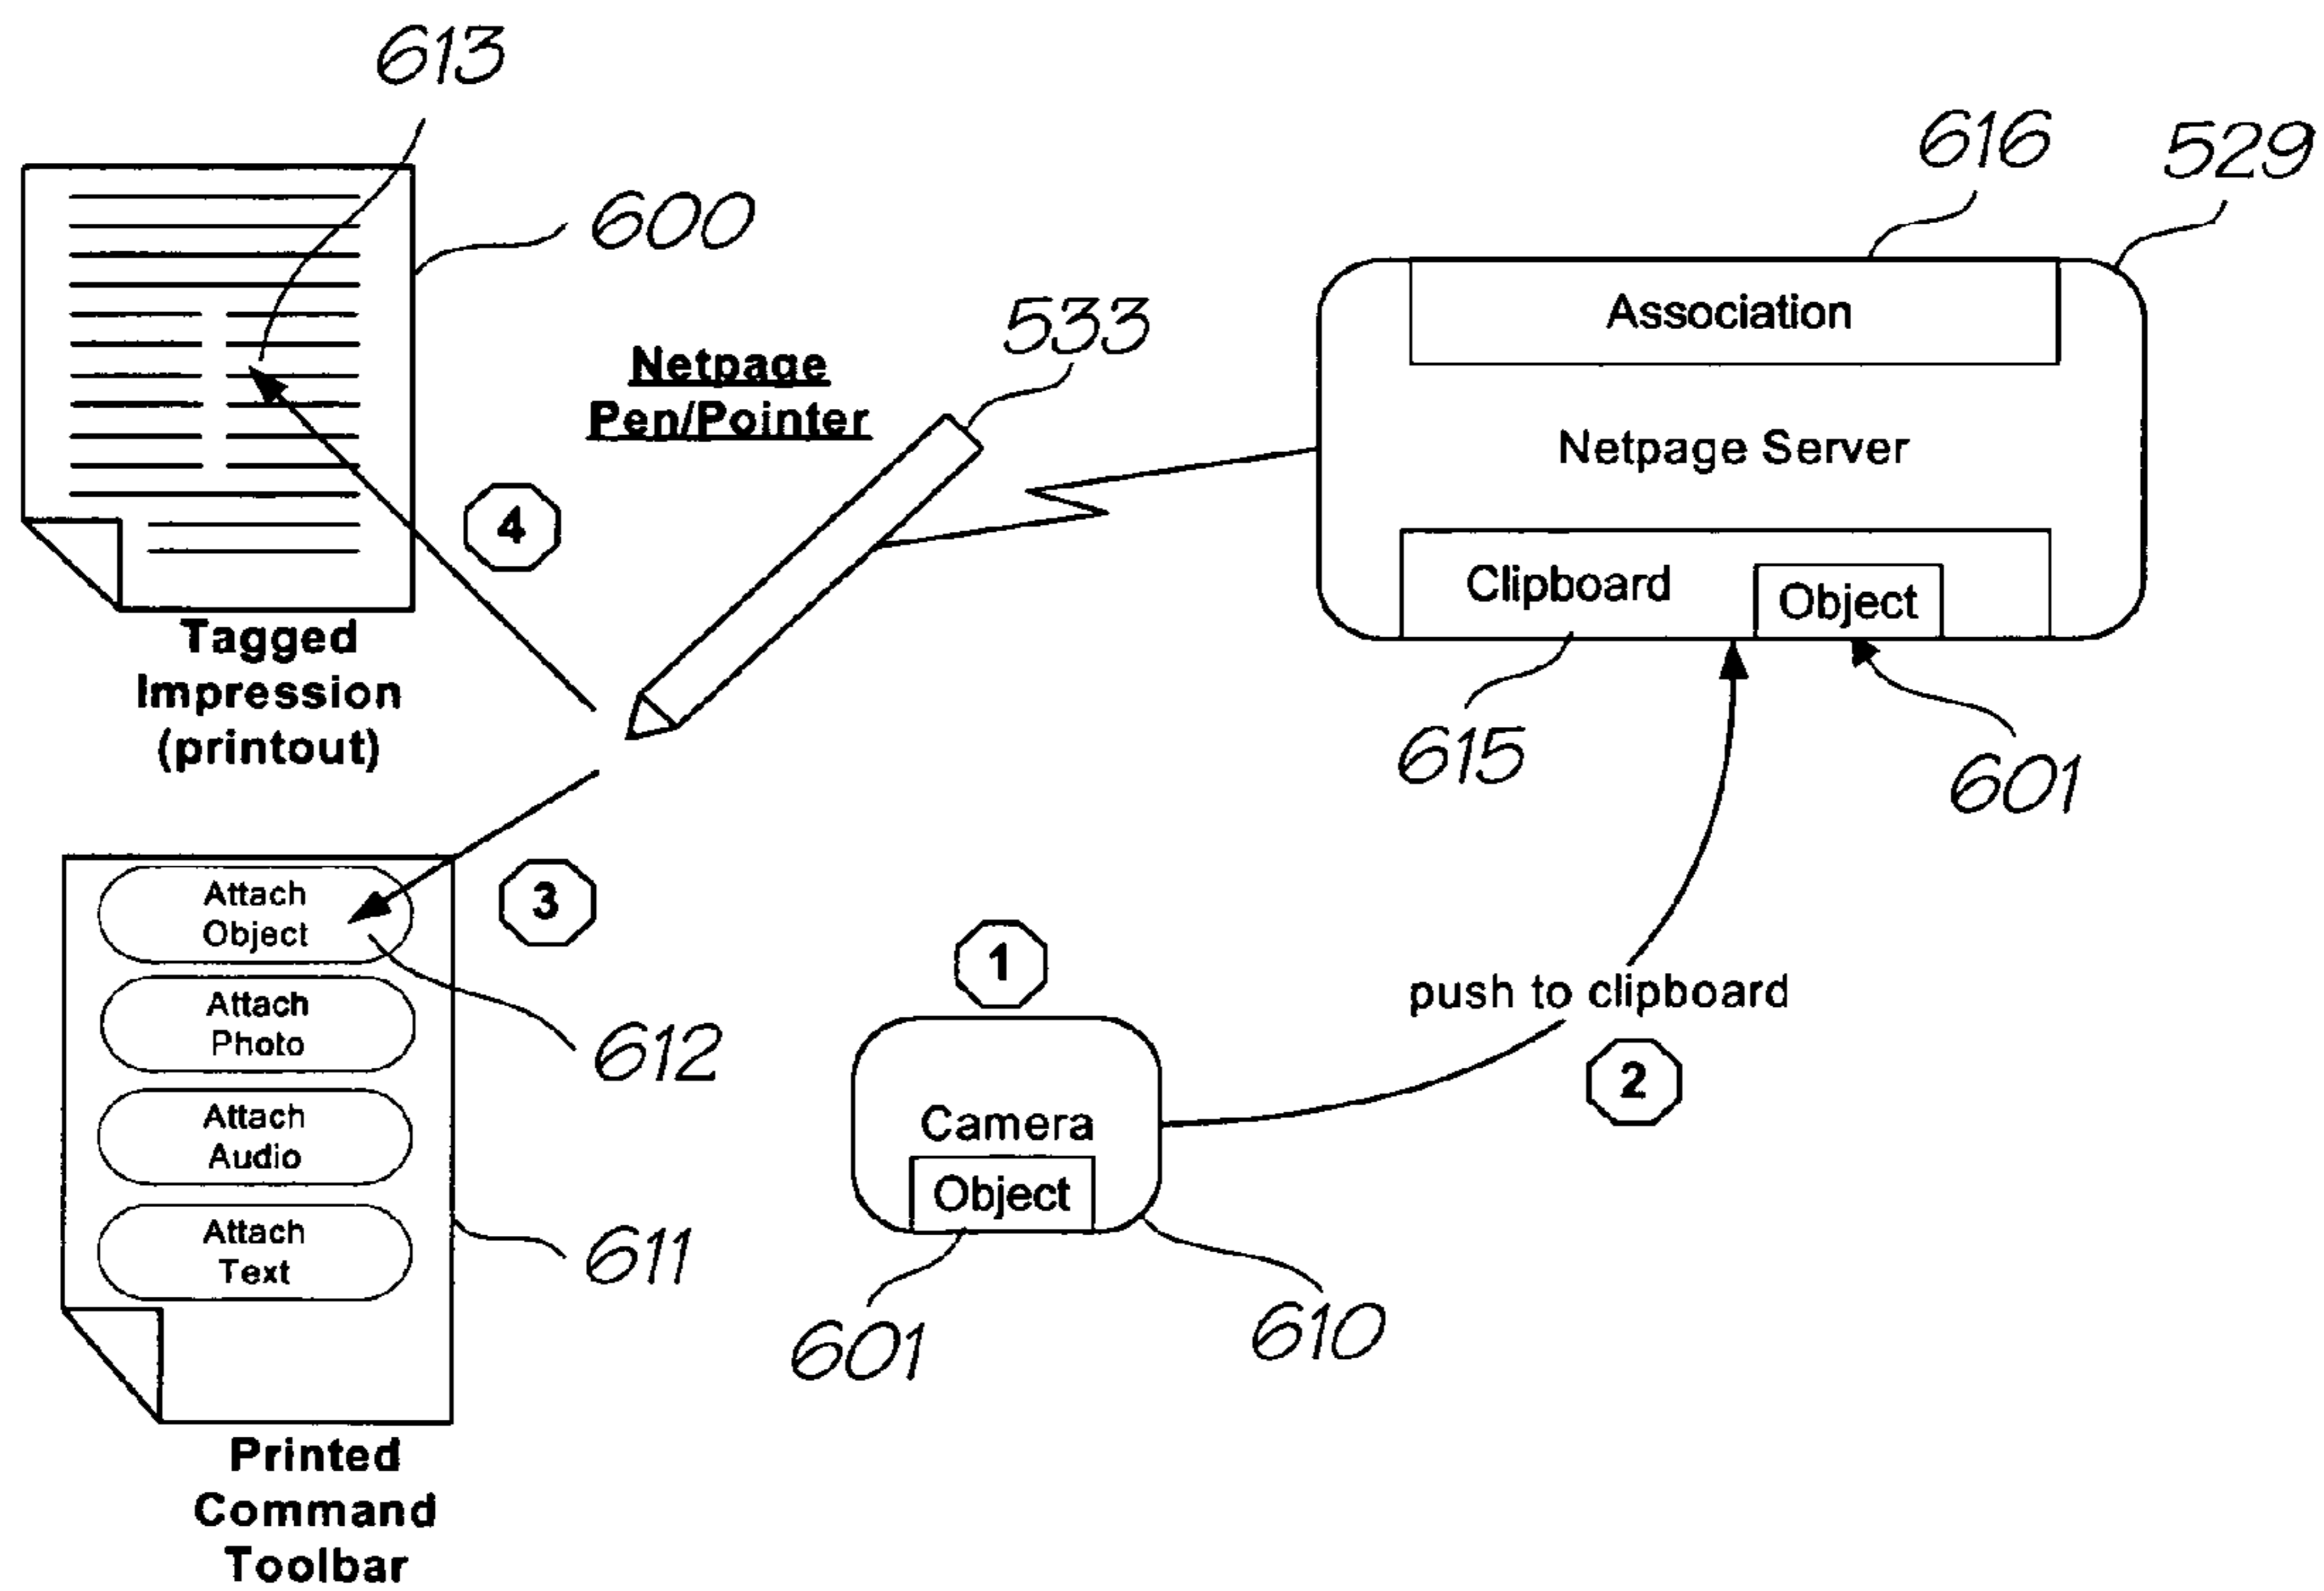 613
616
529
600
533
Association
Netpage
Pen/Pointer
Netpage Server
4
Clipboard
Object
Tagged
Impression
(printout)
615
601
Attach
Object
3
1
push to clipboard
Attach
Photo
612
2
Camera
Attach
Audio
Object
Attach
Text
611
601
610
Printed
Command
Toolbar